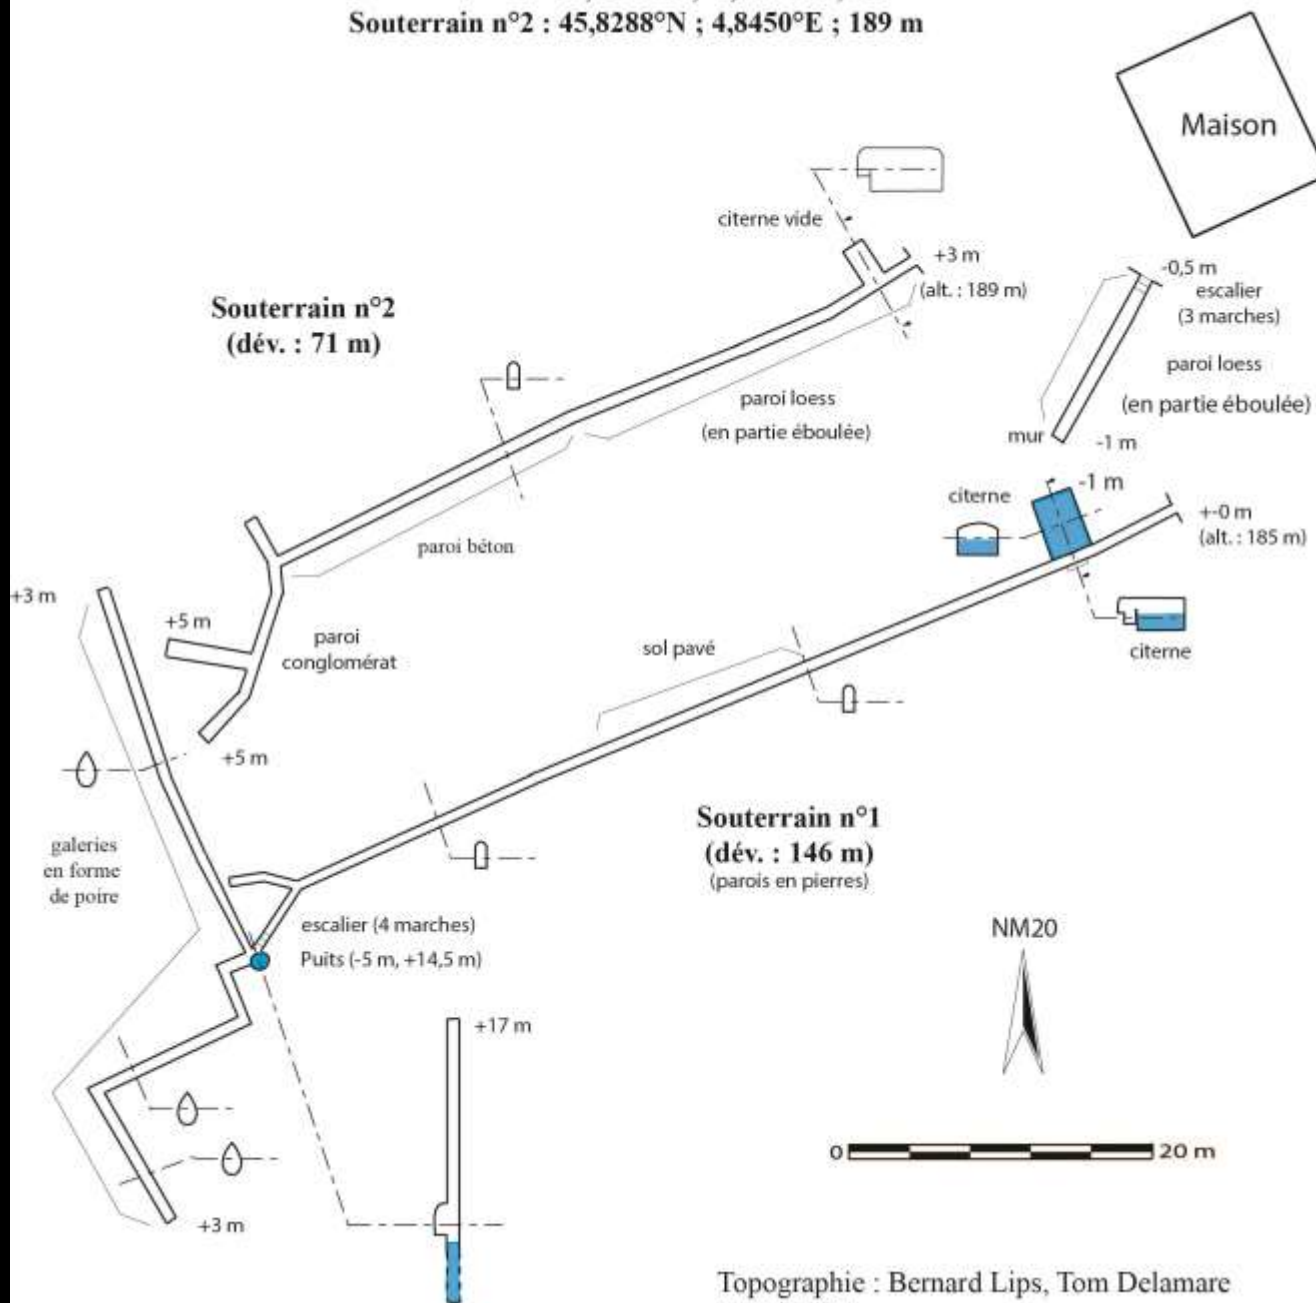 Souterrain n°2 : 45,8288°N ; 4,8450°E ; 189 m
Maison
citerne vide
+3 m
(alt. : 189 m)
-0,5 m
escalier
(3 marches)
paroi loess
(en partie éboulée)
mur
-1 m
Souterrain n°2
(dév. : 71 m)
paroi loess
(en partie éboulée)
paroi béton
citerne
-1 m
+-0 m
(alt. : 185 m)
citerne
+3 m
+5 m
paroi
conglomérat
+5 m
sol pavé
Souterrain n°1
(dév. : 146 m)
(parois en pierres)
galeries
en forme
de poire
escalier (4 marches)
Puits (-5 m, +14,5 m)
NM20
+17 m
0
20 m
+3 m
Topographie : Bernard Lips, Tom Delamare